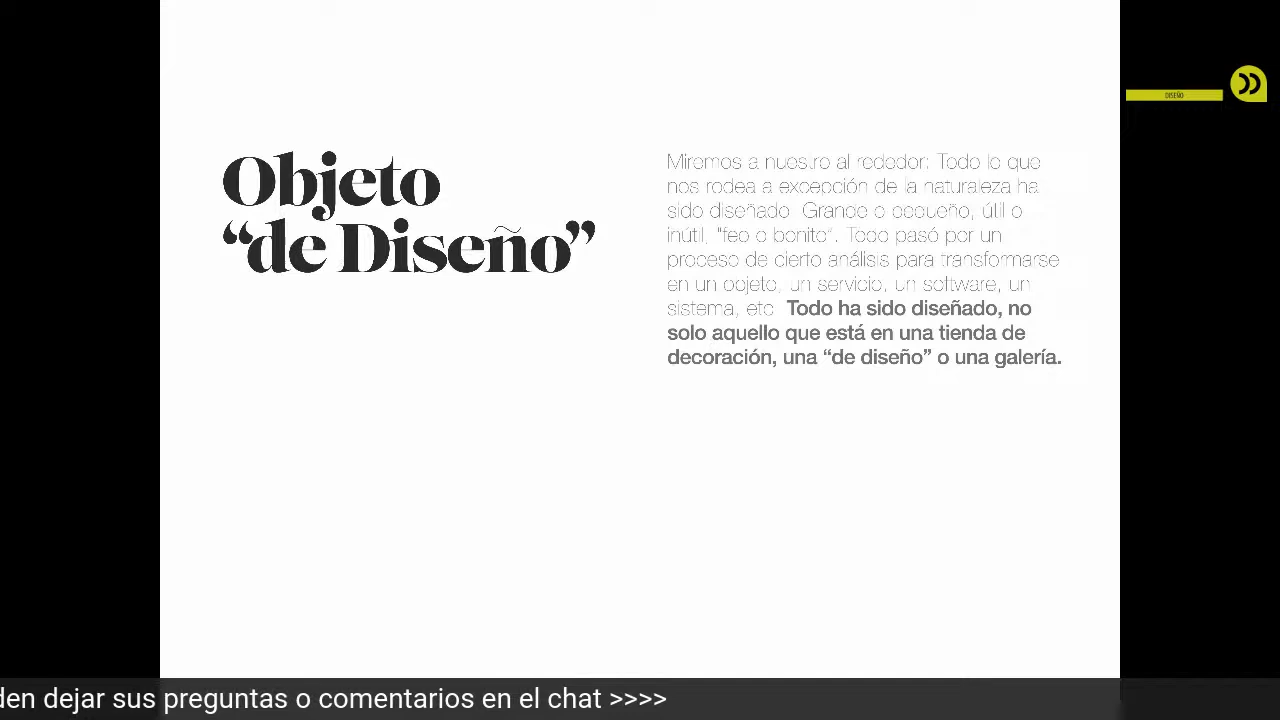 Objeto
“de Diseño”
Miremos a nuestro al rededor: Todo lo que
nos rodea a excepción de la naturaleza ha
sido diseñado. Grande o pequeño, útil o
inútil, "feo o bonito". Todo pasó por un
proceso de cierto análisis para transformarse
en un objeto, un servicio, un software, un
sistema, etc. Todo ha sido diseñado, no
solo aquello que está en una tienda de
decoración, una “de diseño” o una galería.
DISEÑO
den dejar sus preguntas o comentarios en el chat >>>>